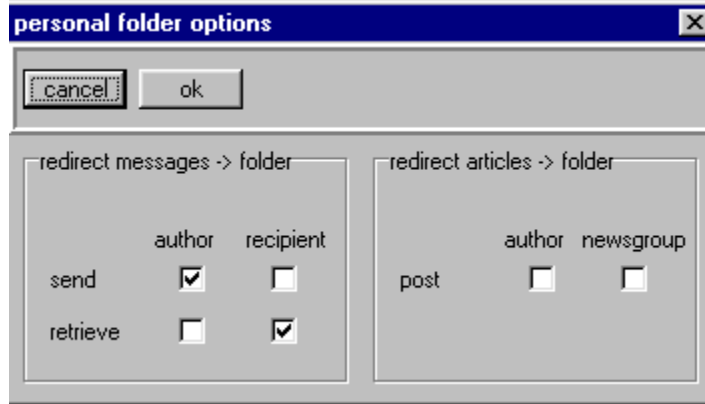 personal folder options
cancel ok
redirect messages -> folder
author recipient
send
retrieve
redirect articles -> folder
author newsgroup
post